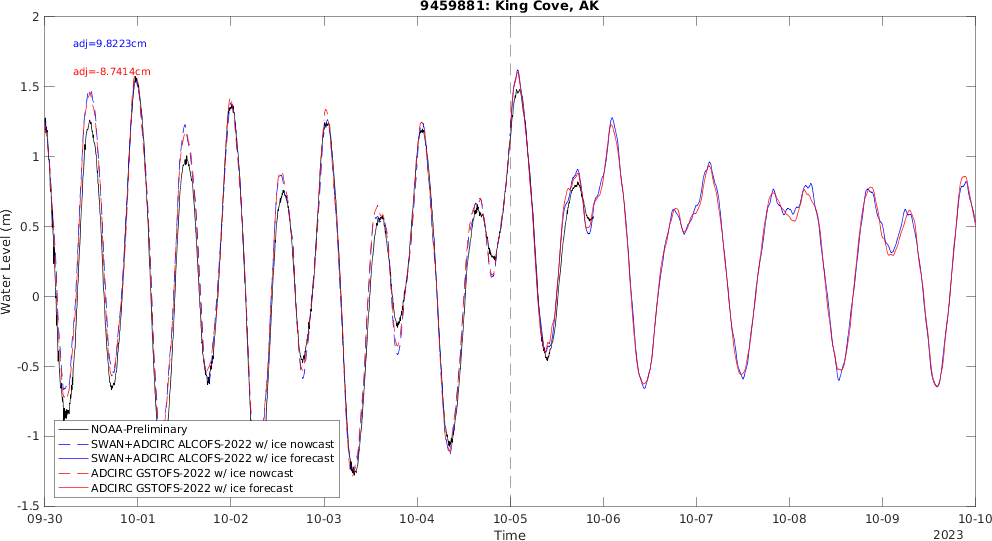 9459881: King Cove, AK
adj=9.8223cm
adj=-8.7414cm
Water Level (m)
2
1.5
1
0.5
0
-0.5
-1
-1.5
NOAA-Preliminary
SWAN+ADCIRC ALCOFS-2022 w/ ice nowcast
SWAN+ADCIRC ALCOFS-2022 w/ ice forecast
ADCIRC GSTOFS-2022 w/ ice nowcast
ADCIRC GSTOFS-2022 w/ ice forecast
09-30 10-01 10-02 10-03 10-04 10-05 10-06 10-07 10-08 10-09 10-10
Time
2023